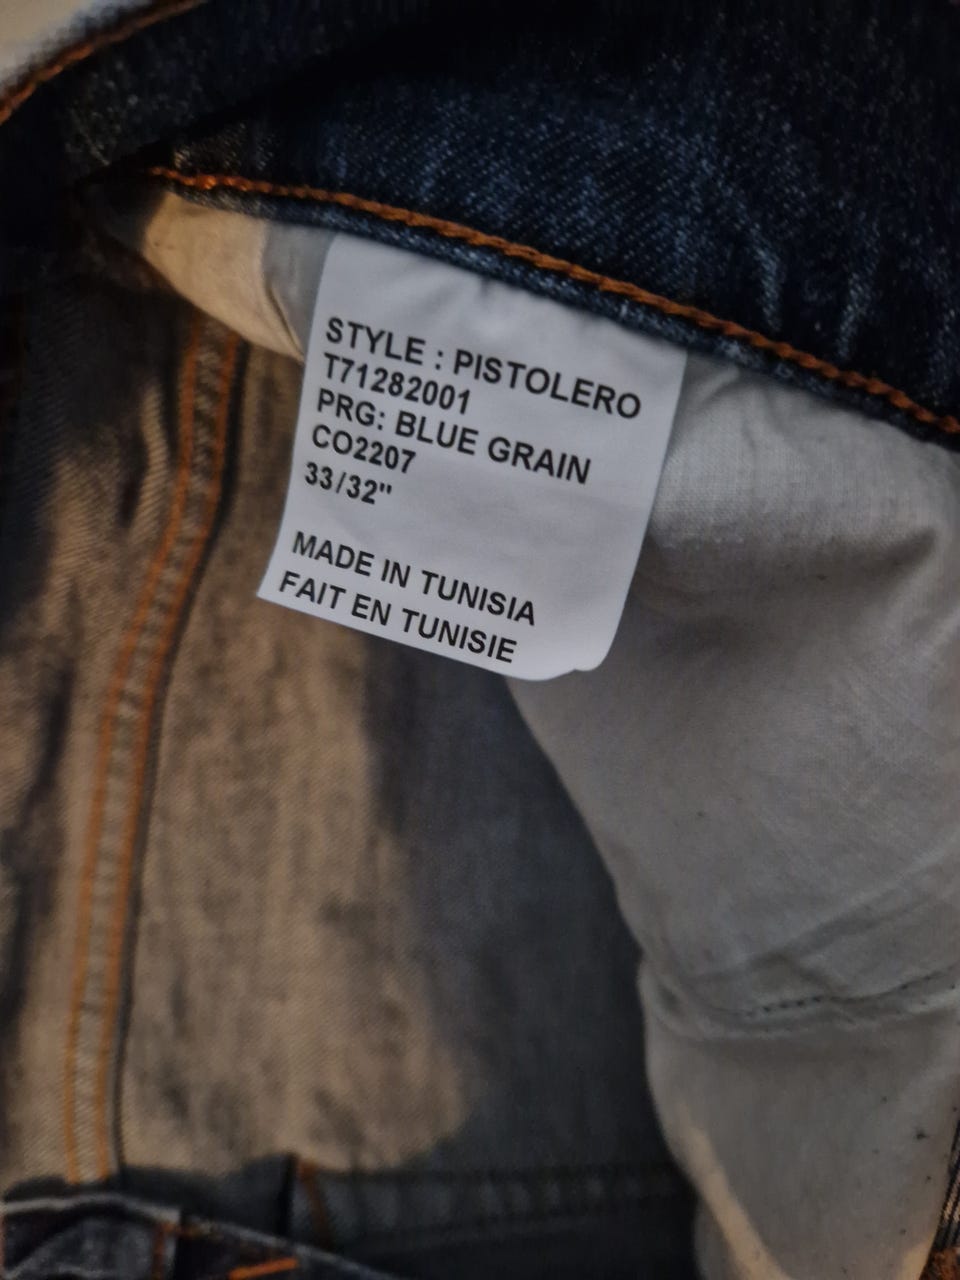 STYLE : PISTOLERO
T71282001
PRG: BLUE GRAIN
CO2207
33/32"
MADE IN TUNISIA
FAIT EN TUNISIE